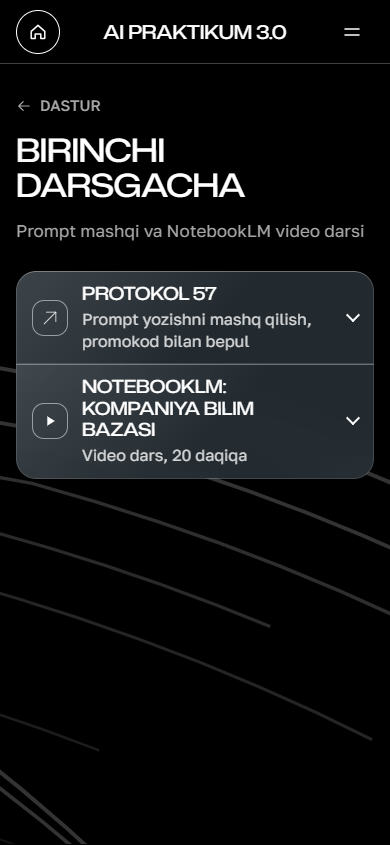 AI PRAKTIKUM 3.0
← DASTUR
BIRINCHI
DARSGACHA
Prompt mashqi va NotebookLM video darsi
PROTOKOL 57
Prompt yozishni mashq qilish,
promokod bilan bepul
NOTEBOOKLM:
KOMPANIYA BILIM
BAZASI
Video dars, 20 daqiqa